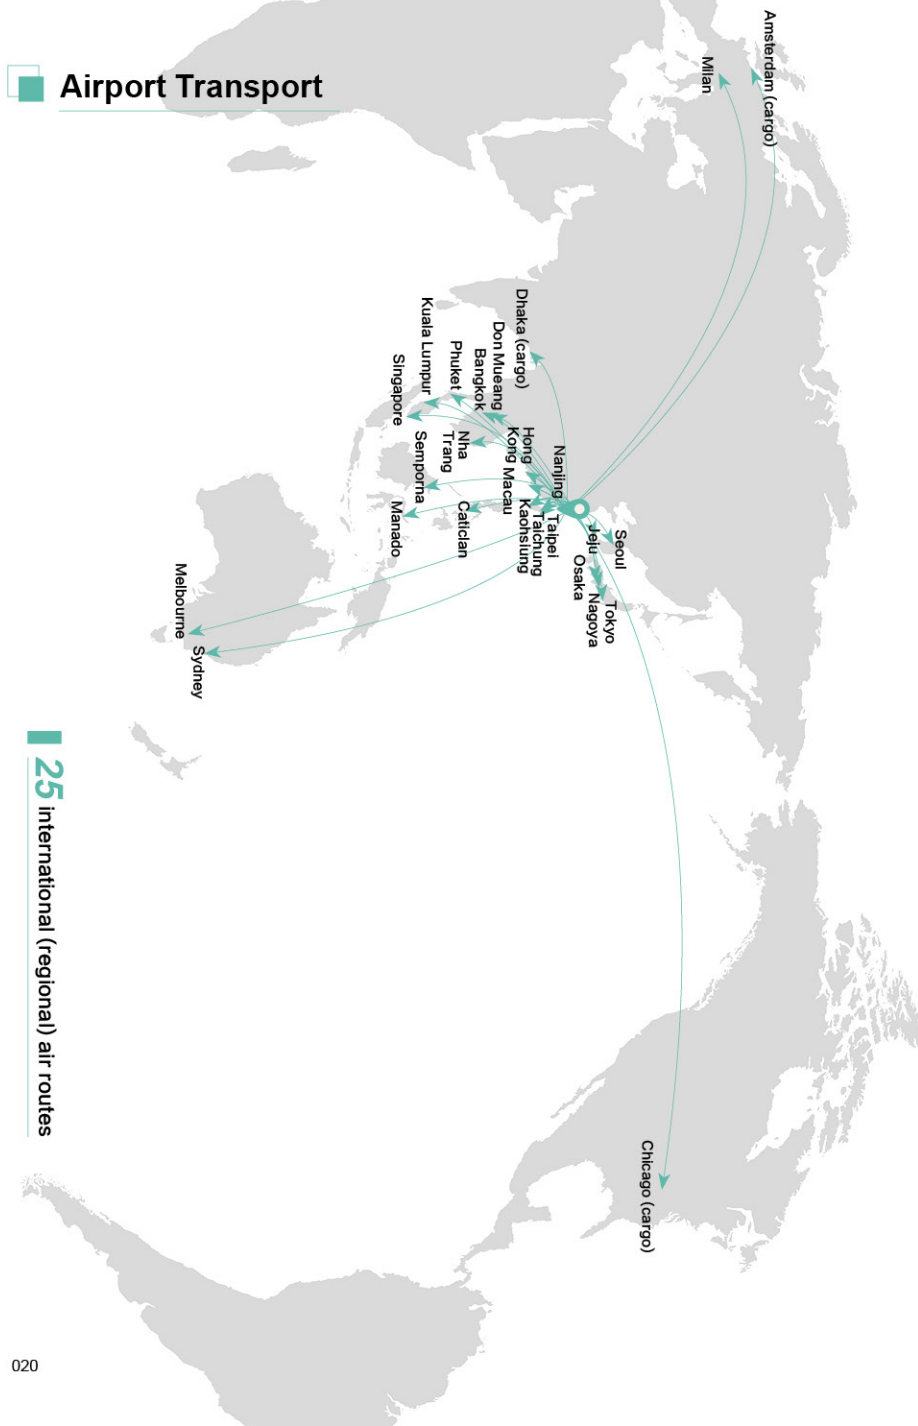 Airport Transport
Amsterdam (cargo)
Milan
Dhaka (cargo)
Don Mueang
Bangkok
Phuket
Kuala Lumpur
Singapore
Hong
Kong
Macau
Nha
Trang
Semporna
Manado
Caticlan
Nanjing
Taipei
Taichung
Kaohsiung
Seoul
Jeju
Osaka
Tokyo
Nagoya
Melbourne
Sydney
Chicago (cargo)
25 international (regional) air routes
020